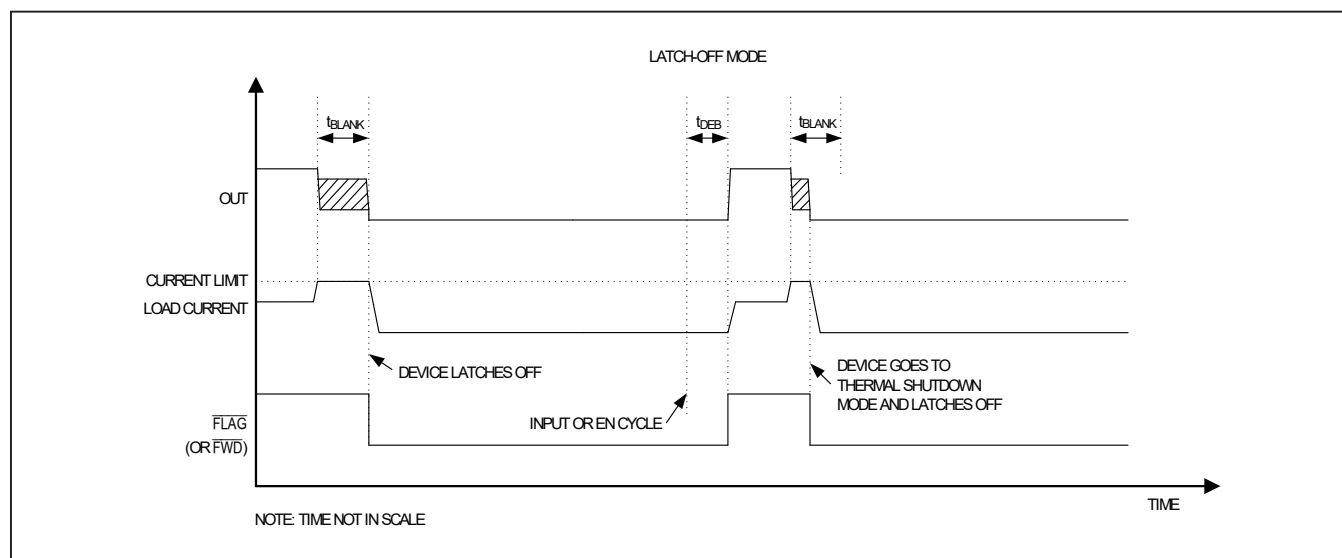 LATCH-OFF MODE
tBLANK
tDEB
tBLANK
OUT
CURRENT LIMIT
LOAD CURRENT
DEVICE LATCHES OFF
INPUT OR EN CYCLE
DEVICE GOES TO
THERMAL SHUTDOWN
MODE AND LATCHES OFF
FLAG
(OR FWD)
TIME
NOTE: TIME NOT IN SCALE